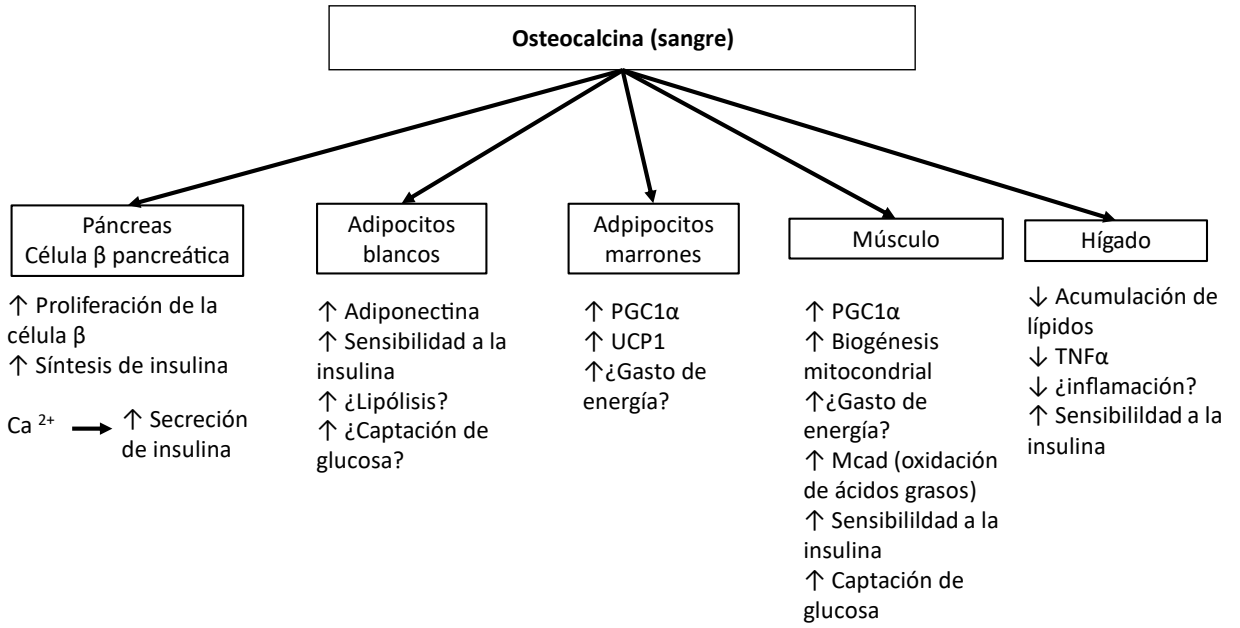 Osteocalcina (sangre)
Páncreas
Célula β pancreática
↑ Proliferación de la
célula β
↑ Síntesis de insulina
Ca ²⁺ → ↑ Secreción
de insulina
Adipocitos
blancos
↑ Adiponectina
↑ Sensibilidad a la
insulina
↑ ¿Lipólisis?
↑ ¿Captación de
glucosa?
Adpipocitos
marrones
↑ PGC1α
↑ UCP1
↑¿Gasto de
energía?
Músculo
↑ PGC1α
↑ Biogénesis
mitocondrial
↑¿Gasto de
energía?
↑ Mcad (oxidación
de ácidos grasos)
↑ Sensibilildad a la
insulina
↑ Captación de
glucosa
Hígado
↓ Acumulación de
lípidos
↓ TNFα
↓ ¿inflamación?
↑ Sensibilildad a la
insulina